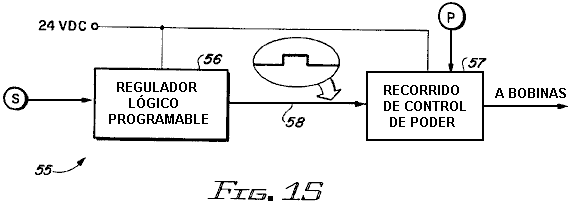 24 VDC
P
56
57
S
REGULADOR
LÓGICO
PROGRAMABLE
58
RECORRIDO
DE CONTROL
DE PODER
A BOBINAS
55
FIG. 15